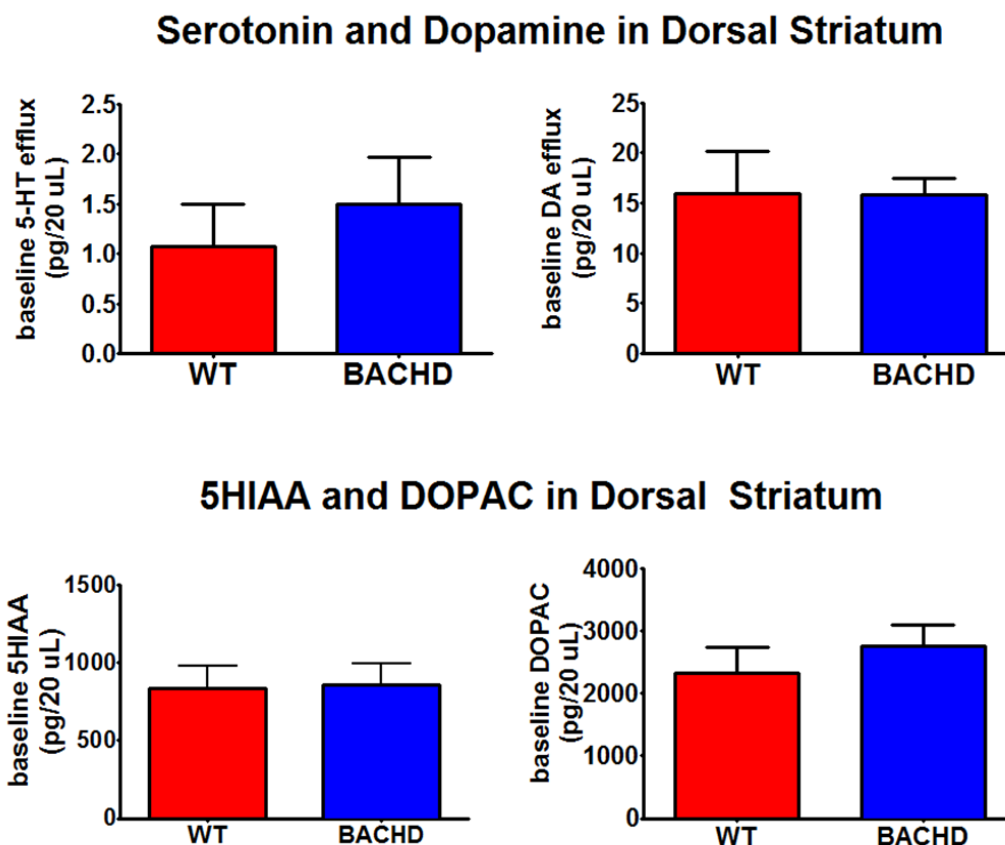 Serotonin and Dopamine in Dorsal Striatum
baseline 5-HT efflux
(pg/20 uL)
2.5
2.0
1.5
1.0
0.5
0.0
WT
BACHD
baseline DA efflux
(pg/20 uL)
25
20
15
10
5
0
WT
BACHD
5HIAA and DOPAC in Dorsal Striatum
baseline 5HIAA
(pg/20 uL)
1500
1000
500
0
WT
BACHD
baseline DOPAC
(pg/20 uL)
4000
3000
2000
1000
0
WT
BACHD